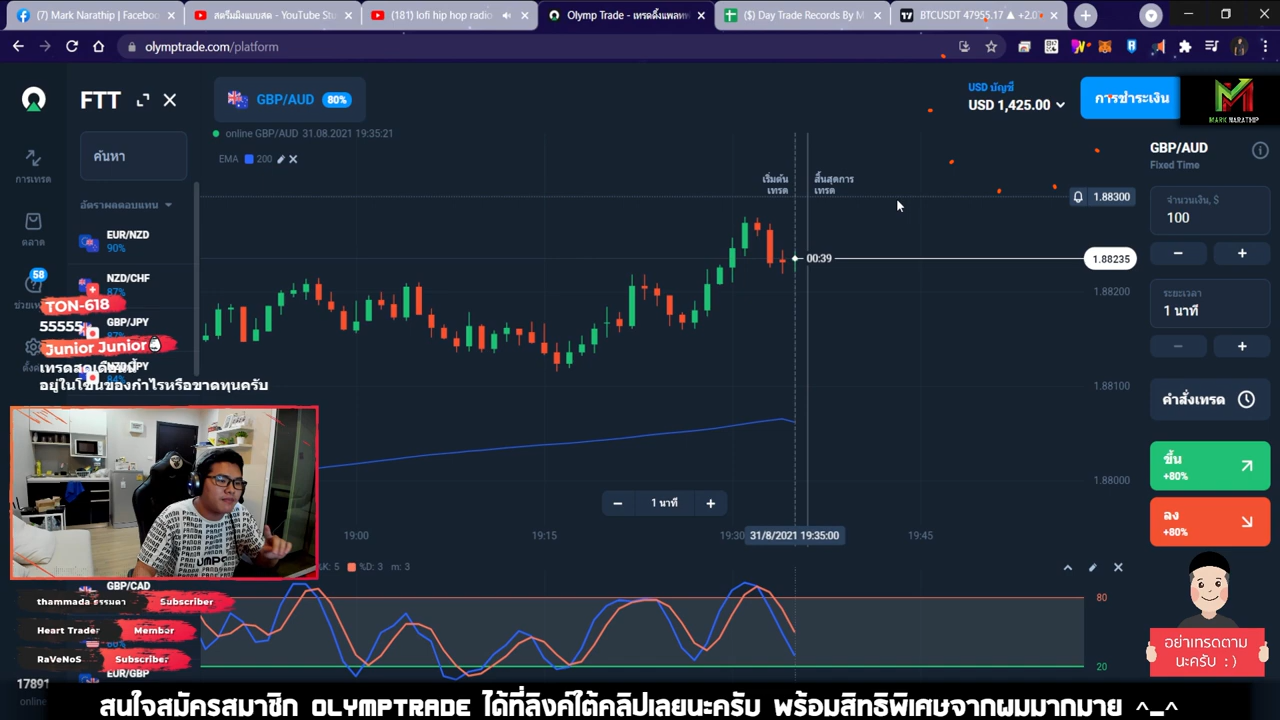 (7) Mark Narathip | Faceboo
สตรีมมิงแบบสด - YouTube Stu
(181) lofi hip hop radio
Olymp Trade - เทรดดิ้งแพลทฟ
($) Day Trade Records By M
BTCUSDT 47955.17 ▲ +2.0
olymptrade.com/platform
FTT
GBP/AUD 80%
USD บัญชี
USD 1,425.00
การชำระเงิน
MARK NARATHIP
online GBP/AUD 31.08.2021 19:35:21
EMA 200
ค้นหา
อัตราผลตอบแทน
การเทรด
ตลาด
58
EUR/NZD
90%
NZD/CHF
87%
GBP/JPY
TON-618
55555
Junior Junior
เทรดสดเดือนนี้
อยู่ในโซนของกำไรหรือขาดทุนครับ
เริ่มต้น
เทรด
สิ้นสุดการ
เทรด
00:39
1.88300
1.88235
1.88200
1.88100
1.88000
GBP/AUD
Fixed Time
จำนวนเงิน, $
100
ระยะเวลา
1 นาที
คำสั่งเทรด
ขึ้น
+80%
ลง
+80%
1 นาที
19:00
19:15
19:30
31/8/2021 19:35:00
19:45
%K: 5 %D: 3 m: 3
80
20
GBP/CAD
thammada ธรรมดา Subscriber
Heart Trader Member
RaVeNoS Subscriber
EUR/GBP
17891
online
อย่าเทรดตาม
นะครับ : )
สนใจสมัครสมาชิก OLYMPTRADE ได้ที่ลิงค์ใต้คลิปเลยนะครับ พร้อมสิทธิพิเศษจากผมมากมาย ^_^